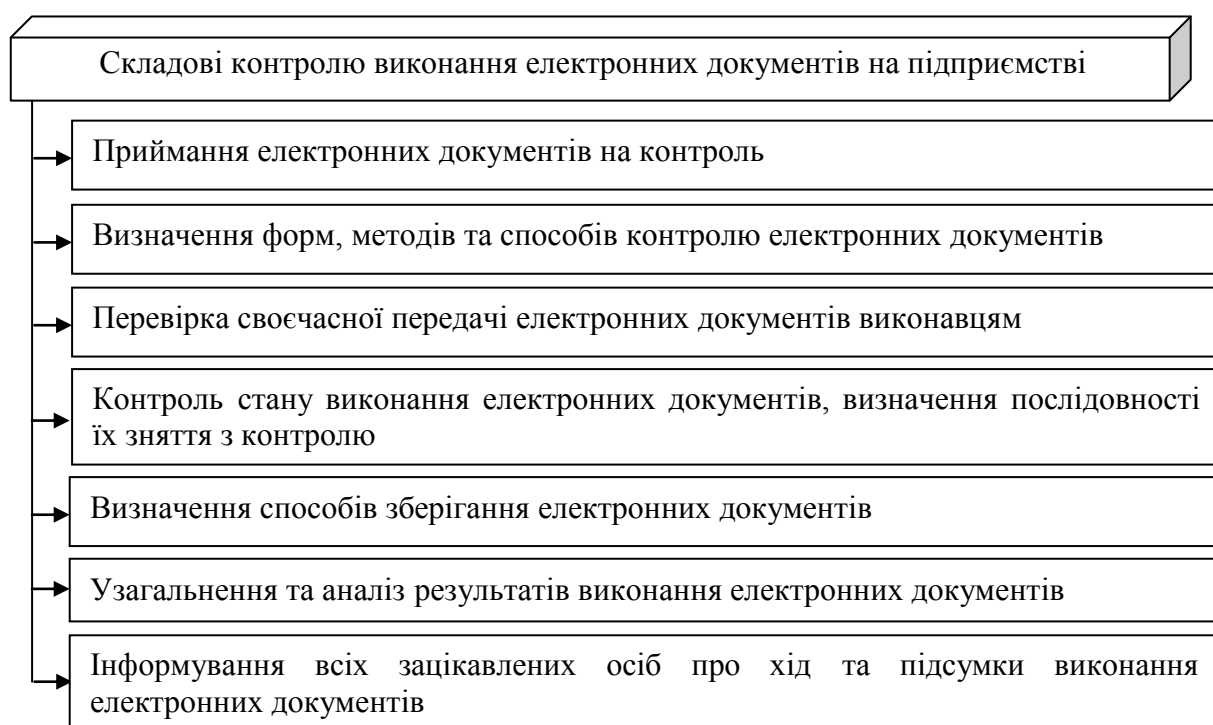 Складові контролю виконання електронних документів на підприємстві
Приймання електронних документів на контроль
Визначення форм, методів та способів контролю електронних документів
Перевірка своєчасної передачі електронних документів виконавцям
Контроль стану виконання електронних документів, визначення послідовності
їх зняття з контролю
Визначення способів зберігання електронних документів
Узагальнення та аналіз результатів виконання електронних документів
Інформування всіх зацікавлених осіб про хід та підсумки виконання
електронних документів